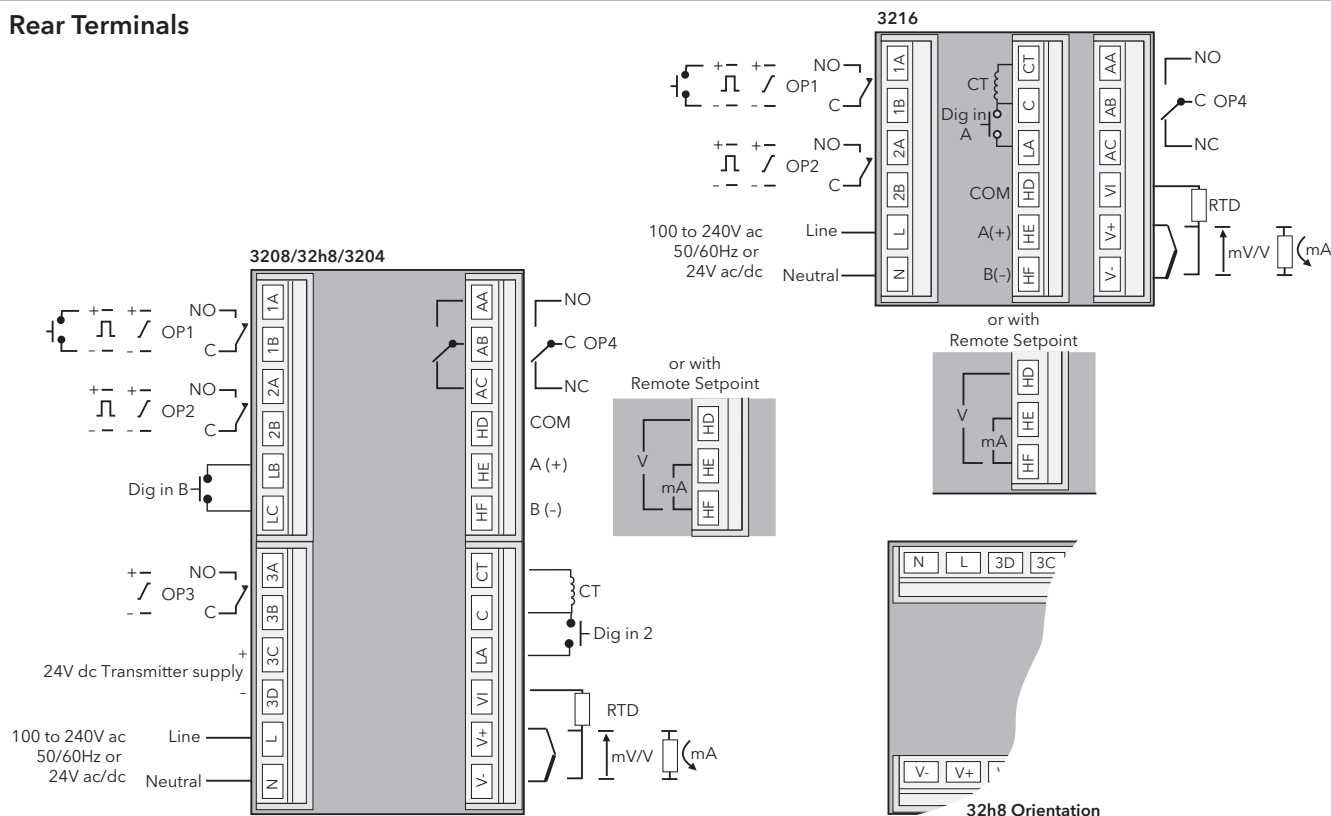 Rear Terminals
3216
NO
OP1
C
NO
OP2
C
100 to 240V ac
50/60Hz or
24V ac/dc
Line
Neutral
1A
1B
2A
2B
L
N
CT
Dig in
A
COM
A(+)
B(-)
CT
C
LA
HD
HE
HF
AA
AB
AC
VI
V+
V-
NO
C OP4
NC
RTD
mV/V
mA
or with
Remote Setpoint
V
mA
HD
HE
HF
3208/32h8/3204
NO
OP1
C
NO
OP2
C
Dig in B
NO
OP3
C
+
24V dc Transmitter supply
-
100 to 240V ac
50/60Hz or
24V ac/dc
Line
Neutral
1A
1B
2A
2B
LB
LC
3A
3B
3C
3D
L
N
AA
AB
AC
HD
HE
HF
CT
C
LA
VI
V+
V-
NO
C OP4
NC
COM
A (+)
B (-)
CT
Dig in 2
RTD
mV/V
mA
or with
Remote Setpoint
V
mA
HD
HE
HF
N L 3D 3C
V- V+
32h8 Orientation